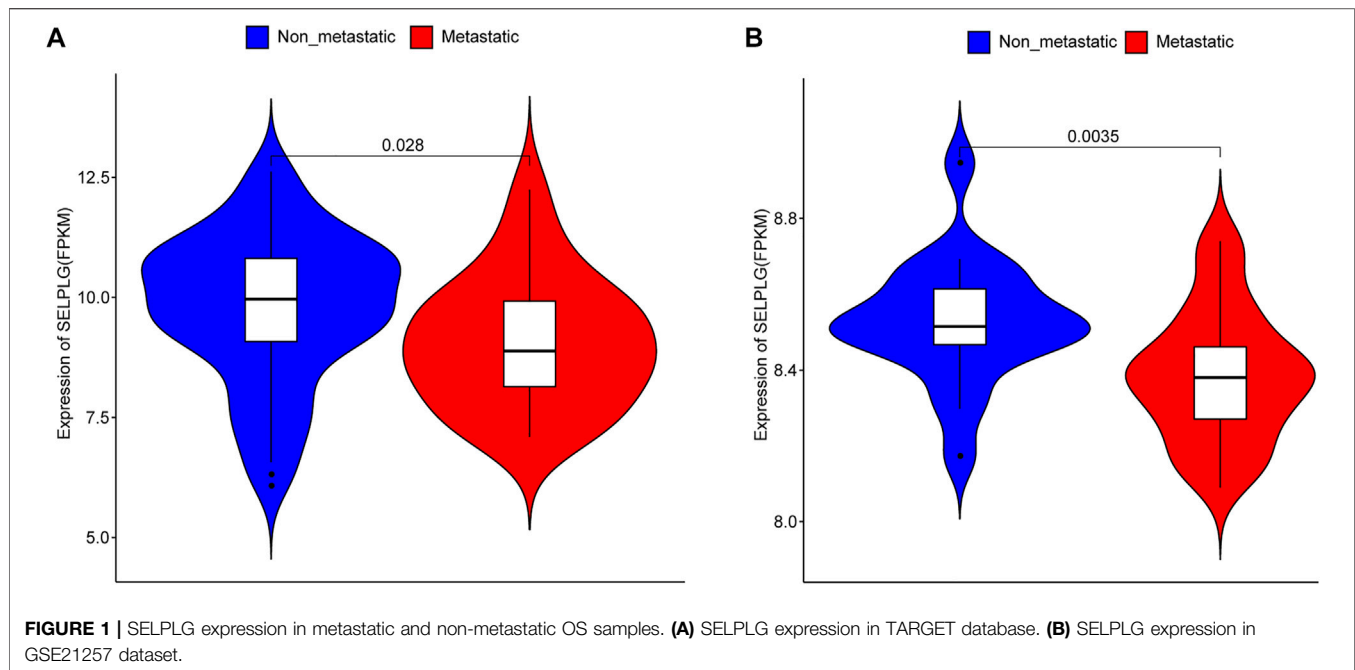 A
Non_metastatic Metastatic
0.028
12.5
10.0
7.5
5.0
Expression of SELPLG(FPKM)
B
Non_metastatic Metastatic
0.0035
8.8
8.4
8.0
Expression of SELPLG(FPKM)
FIGURE 1 | SELPLG expression in metastatic and non-metastatic OS samples. (A) SELPLG expression in TARGET database. (B) SELPLG expression in
GSE21257 dataset.